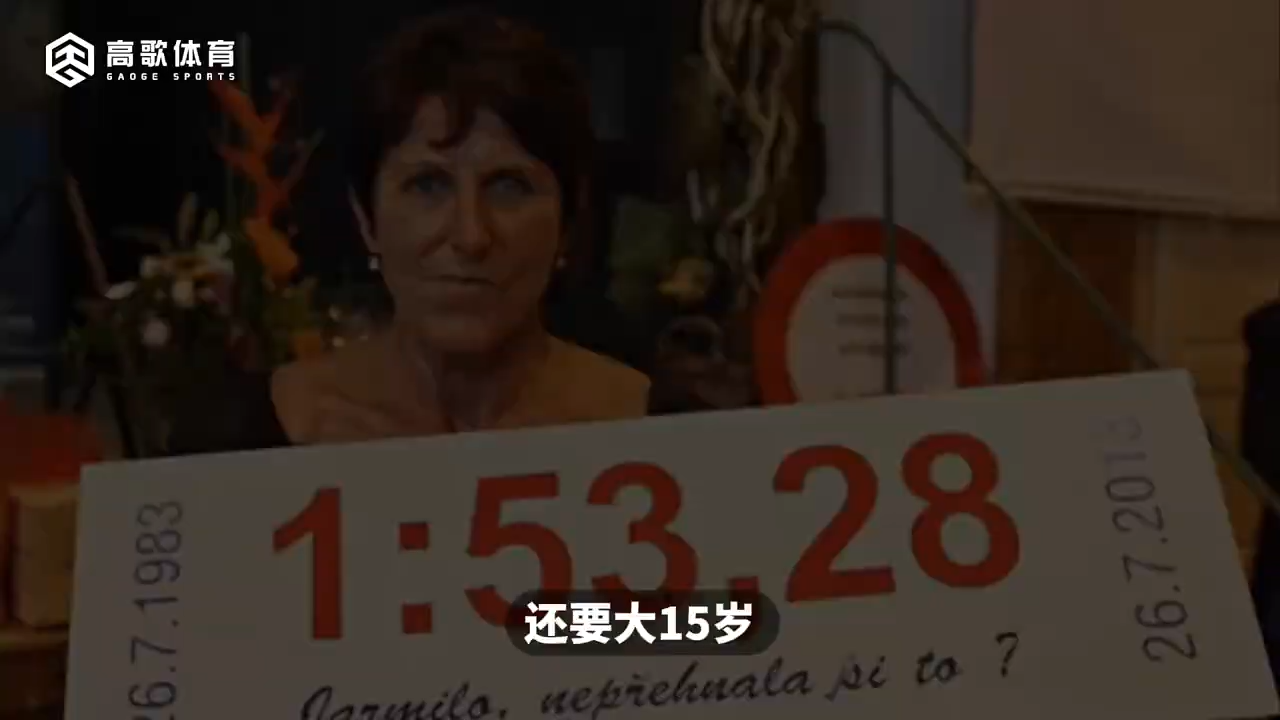 高歌体育
GAOGE SPORTS
26.7.1983
1:53.28
26.7.2013
还要大15岁
Jarmilo, nepřehnala si to ?